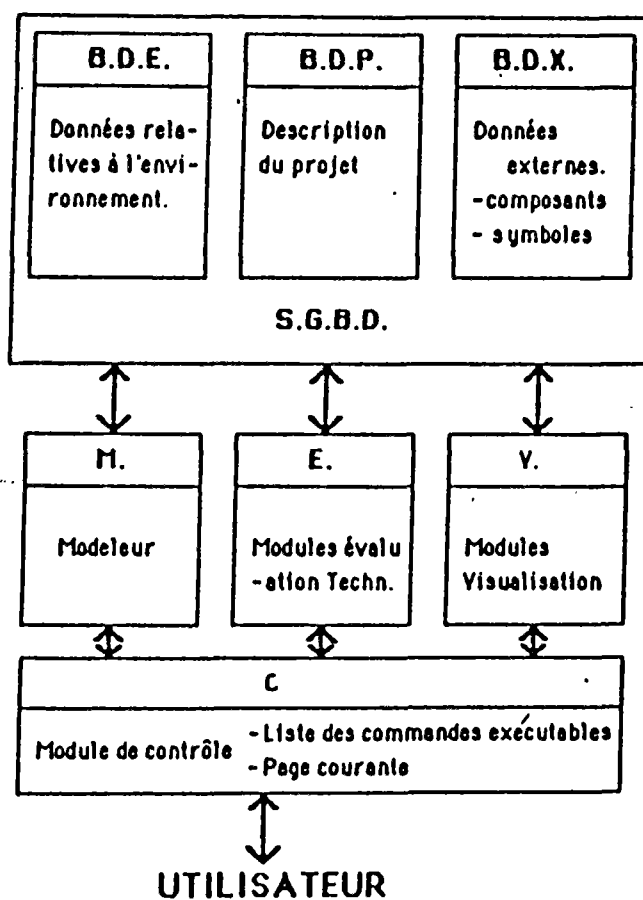 B.D.E.
Données rela-
tives à l'envi-
ronnement.
B.D.P.
Description
du projet
B.D.X.
Données
externes.
-composants
- symboles
S.G.B.D.
M.
Modeleur
E.
Modules évalu
-ation Techn.
V.
Modules
Visualisation
C
Module de contrôle
-Liste des commandes exécutables
-Page courante
UTILISATEUR